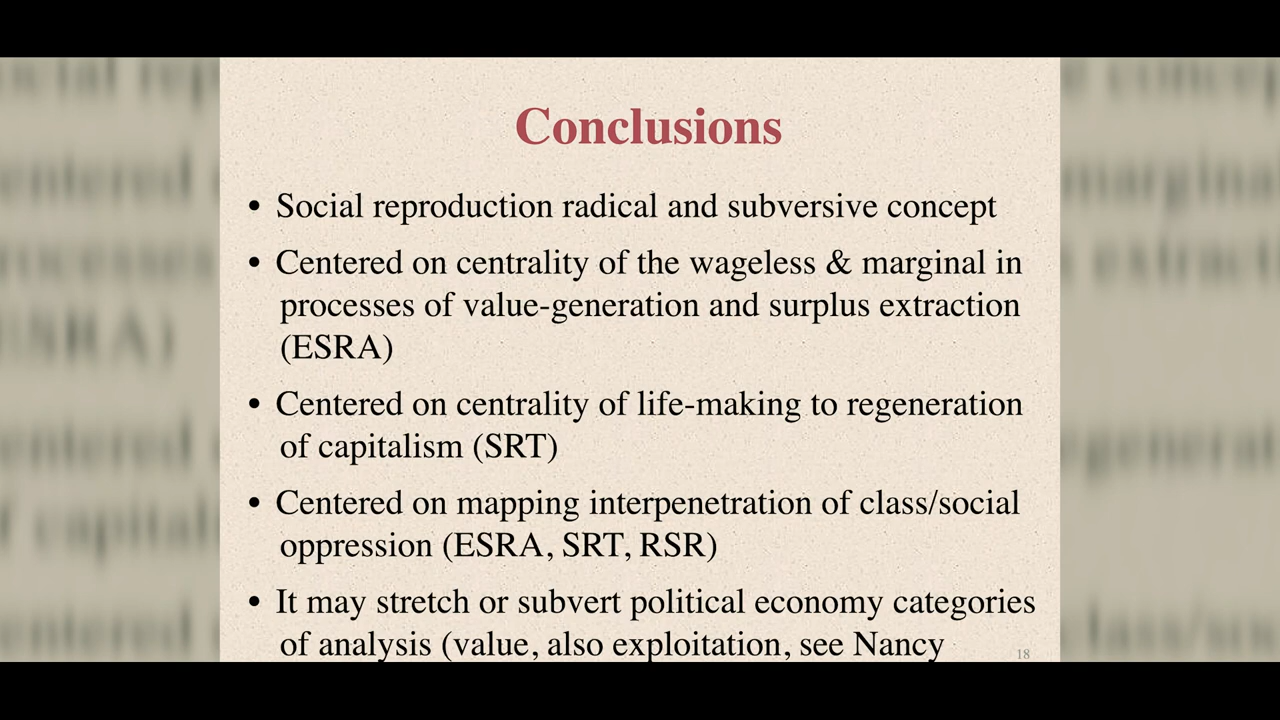 Conclusions
• Social reproduction radical and subversive concept
• Centered on centrality of the wageless & marginal in
processes of value-generation and surplus extraction
(ESRA)
• Centered on centrality of life-making to regeneration
of capitalism (SRT)
• Centered on mapping interpenetration of class/social
oppression (ESRA, SRT, RSR)
• It may stretch or subvert political economy categories
of analysis (value, also exploitation, see Nancy
18